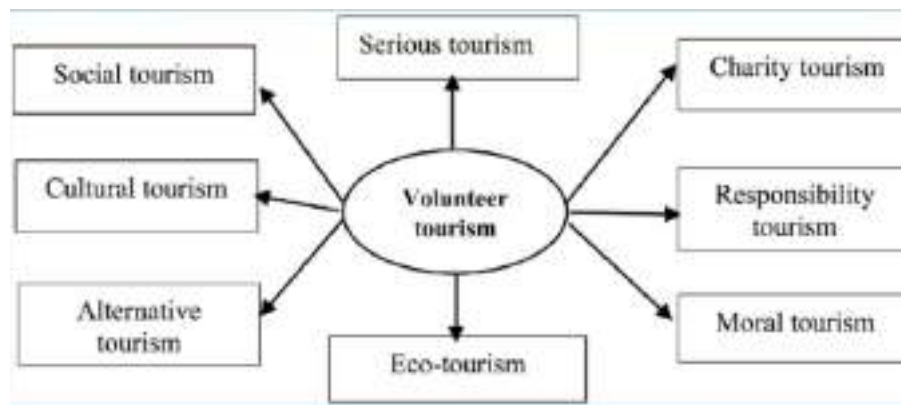 Serious tourism
Social tourism
Charity tourism
Cultural tourism
Volunteer
tourism
Responsibility
tourism
Alternative
tourism
Moral tourism
Eco-tourism